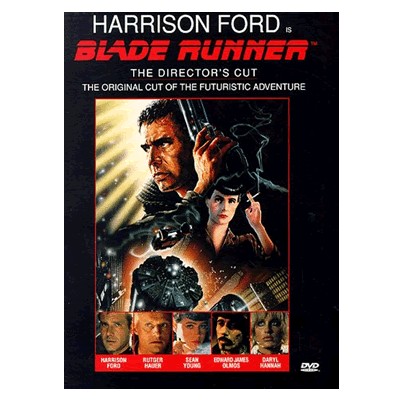 HARRISON FORD IS
BLADE RUNNER™
THE DIRECTOR'S CUT
THE ORIGINAL CUT OF THE FUTURISTIC ADVENTURE
HARRISON FORD
RUTGER HAUER
SEAN YOUNG
EDWARD JAMES OLMOS
DARYL HANNAH
DVD